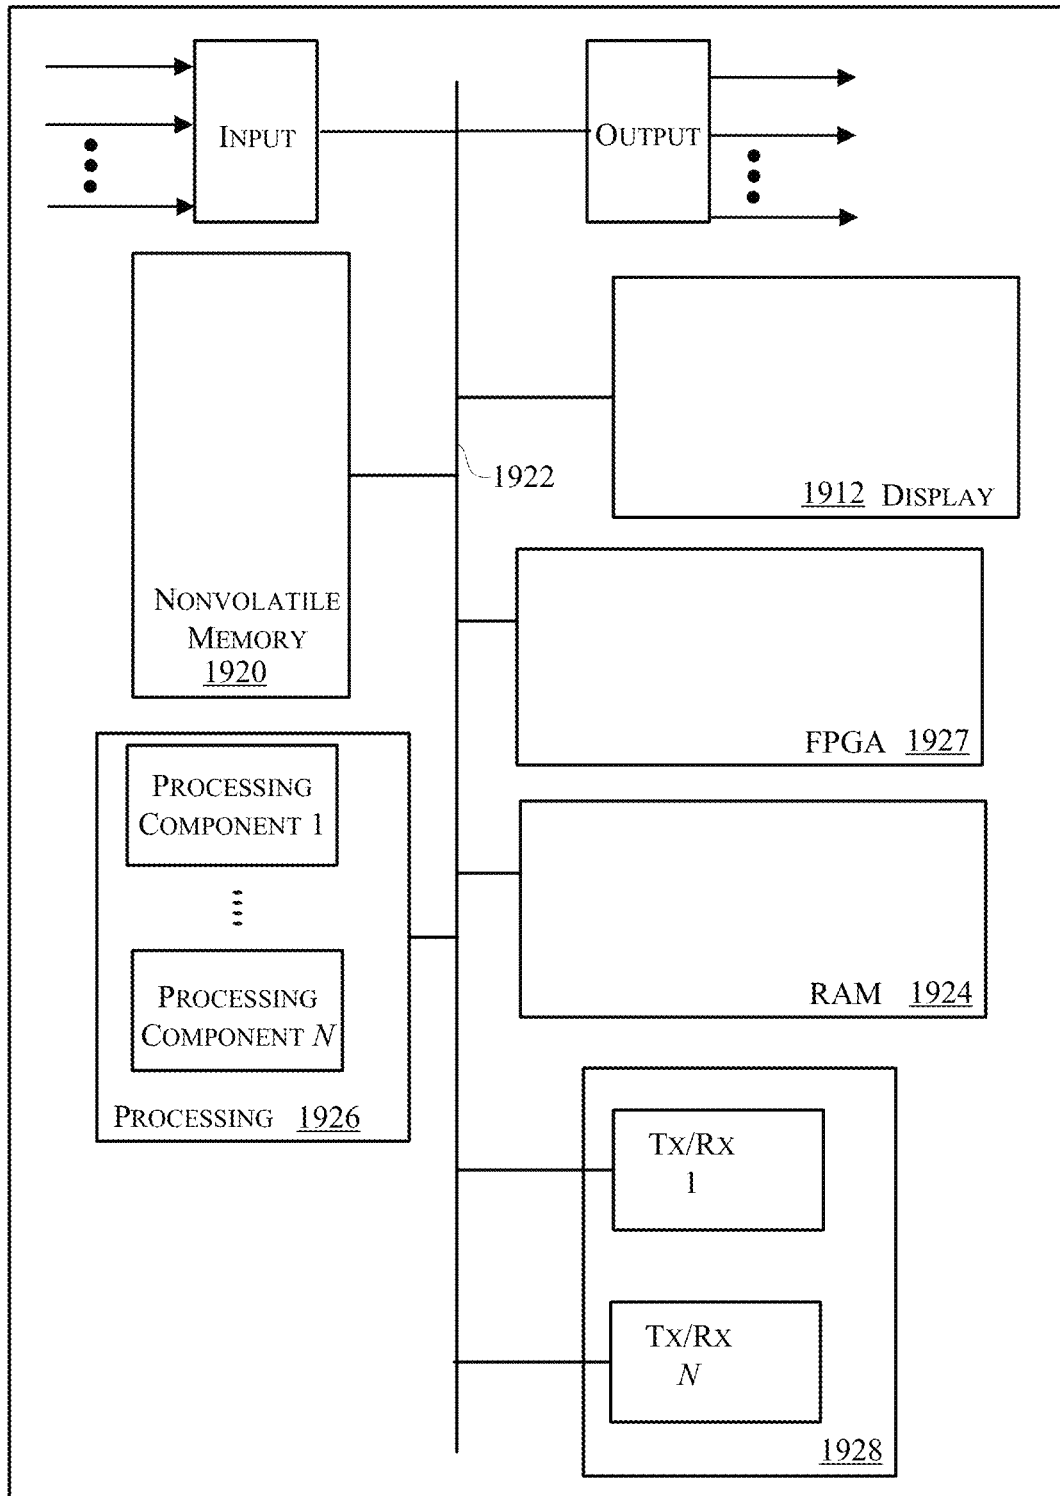 INPUT
OUTPUT
1922
1912 DISPLAY
NONVOLATILE
MEMORY
1920
FPGA 1927
PROCESSING
COMPONENT 1
PROCESSING
COMPONENT N
PROCESSING 1926
RAM 1924
TX/RX
1
TX/RX
N
1928